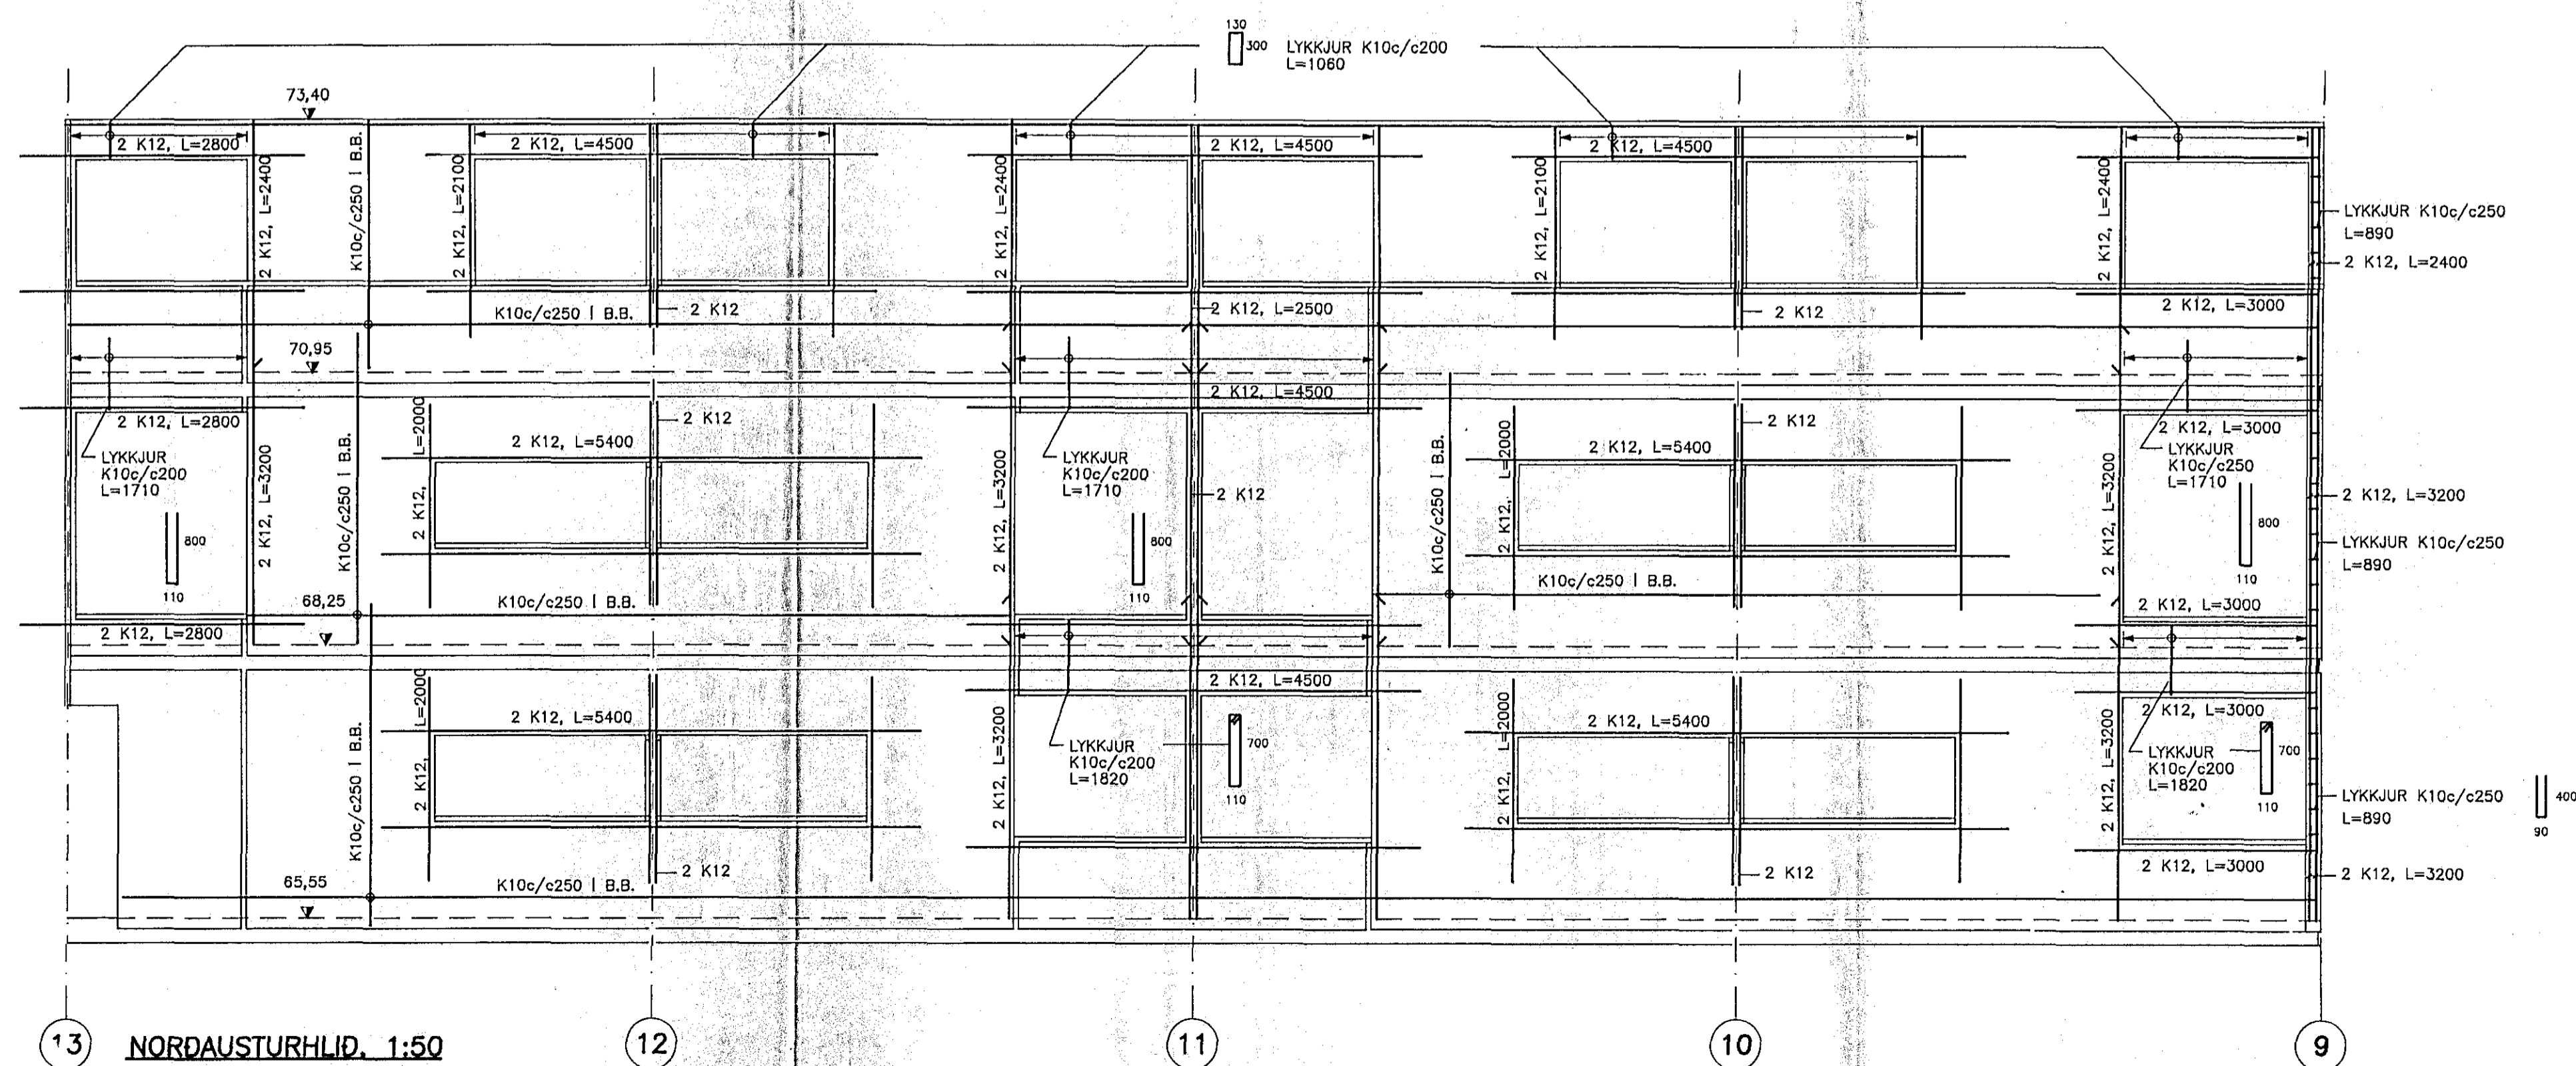 130
300 LYKKJUR K10c/c200
L=1060
73,40
2 K12, L=2800
2 K12, L=4500
2 K12, L=4500
2 K12, L=4500
2 K12, L=2400
K10c/c250 I B.B.
2 K12, L=2100
2 K12, L=2400
2 K12, L=2100
2 K12, L=2400
LYKKJUR K10c/c250
L=890
2 K12, L=2400
K10c/c250 I B.B.
2 K12
2 K12, L=2500
2 K12
2 K12, L=3000
70,95
2 K12, L=4500
2 K12, L=2800
2 K12
2 K12
2 K12, L=3000
2 K12, L=5400
2 K12, L=5400
LYKKJUR
K10c/c200
L=1710
800
110
2 K12, L=3200
K10c/c250 I B.B.
2 K12, L=2000
2 K12, L=3200
LYKKJUR
K10c/c200
L=1710
800
110
2 K12
K10c/c250 I B.B.
2 K12, L=2000
2 K12, L=3200
LYKKJUR
K10c/c250
L=1710
800
110
2 K12, L=3200
LYKKJUR K10c/c250
L=890
K10c/c250 I B.B.
68,25
K10c/c250 I B.B.
2 K12, L=3000
2 K12, L=2800
2 K12, L=4500
2 K12, L=3000
2 K12, L=5400
2 K12, L=5400
K10c/c250 I B.B.
2 K12, L=2000
2 K12, L=3200
LYKKJUR
K10c/c200
L=1820
700
110
2 K12, L=2000
2 K12, L=3200
LYKKJUR
K10c/c200
L=1820
700
110
LYKKJUR K10c/c250
L=890
400
90
2 K12
2 K12
2 K12, L=3000
2 K12, L=3200
65,55
K10c/c250 I B.B.
13
NORÐAUSTURHLIÐ. 1:50
12
11
10
9